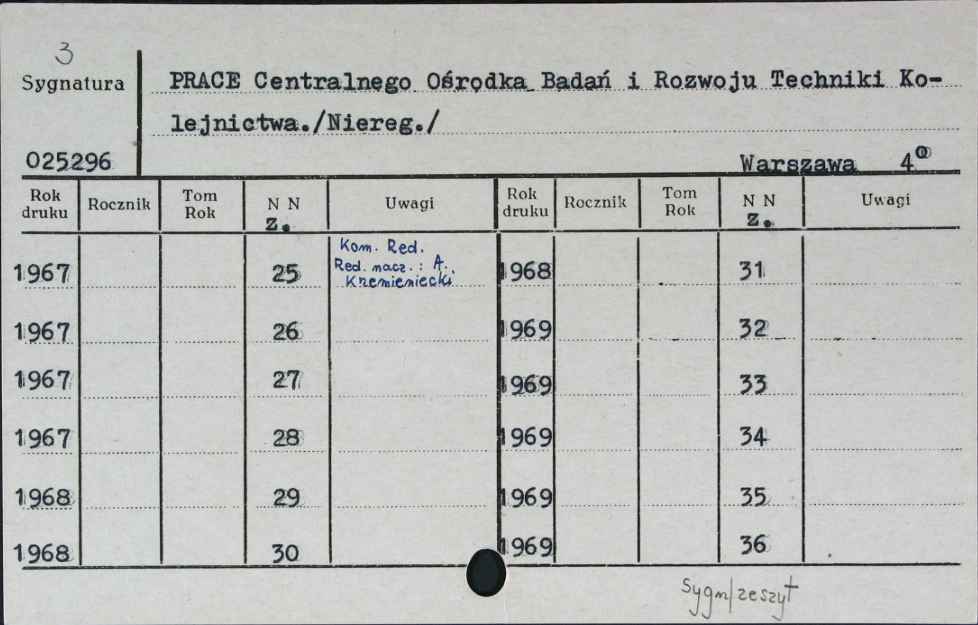 3
Sygnatura
PRACE Centralnego Ośrodka Badań i Rozwoju Techniki Ko-
lejnictwa./Niereg./
025296
Warszawa 4º
Rok druku Rocznik Tom Rok N N Z. Uwagi Rok druku Rocznik Tom Rok N N Z. Uwagi
Kom. Red.
Red. nacz.: A.
Krzemieniecki
1967 25 1968 31
1967 26 1969 32
1967 27 1969 33
1967 28 1969 34
1968 29 1969 35
1968 30 1969 36
sygn/zeszyt